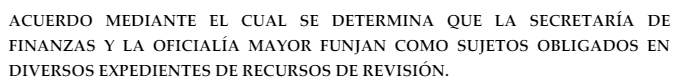 ACUERDO MEDIANTE EL CUAL SE DETERMINA QUE LA SECRETARÍA DE
FINANZAS Y LA OFICIALÍA MAYOR FUNJAN COMO SUJETOS OBLIGADOS EN
DIVERSOS EXPEDIENTES DE RECURSOS DE REVISIÓN.